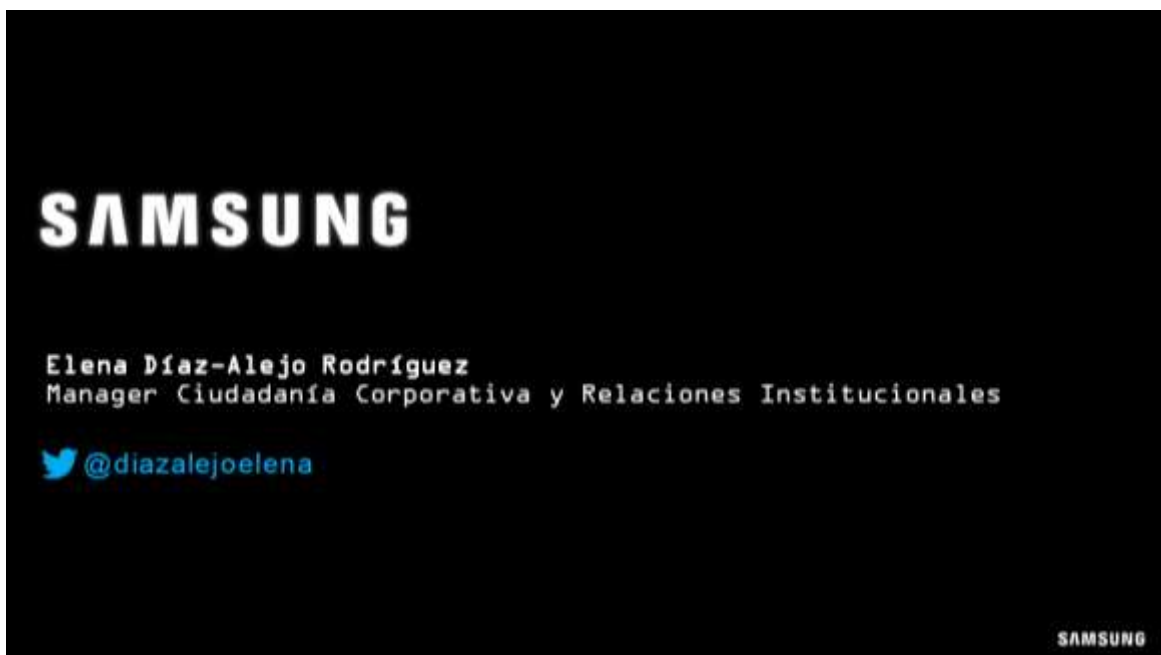 SAMSUNG
Elena Díaz-Alejo Rodríguez
Manager Ciudadanía Corporativa y Relaciones Institucionales
@diazalejoelena
SAMSUNG